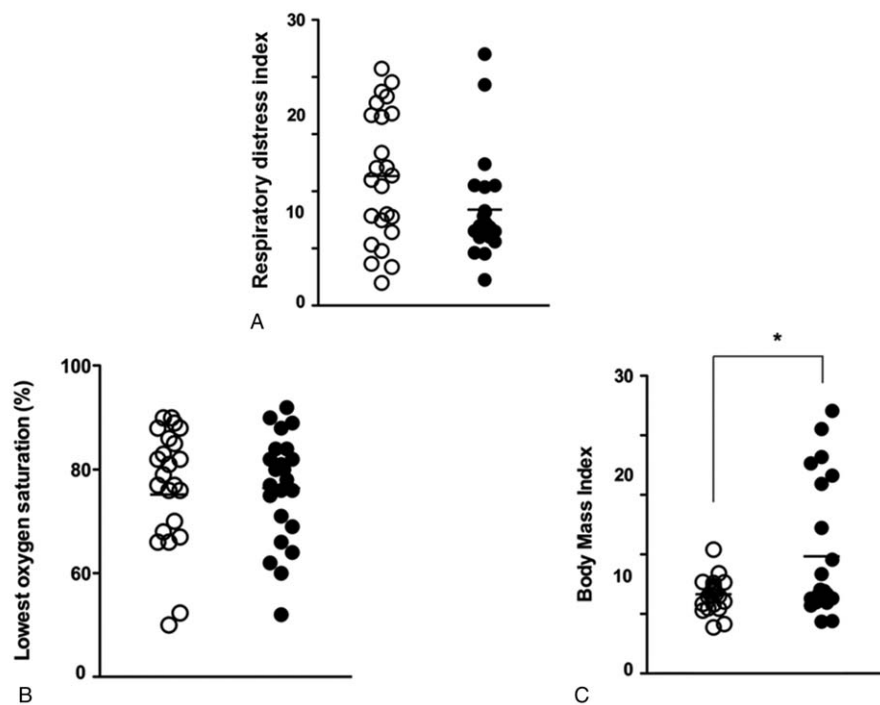 30
20
10
0
Respiratory distress index
A
100
80
60
0
Lowest oxygen saturation (%)
B
*
30
20
10
0
Body Mass Index
C